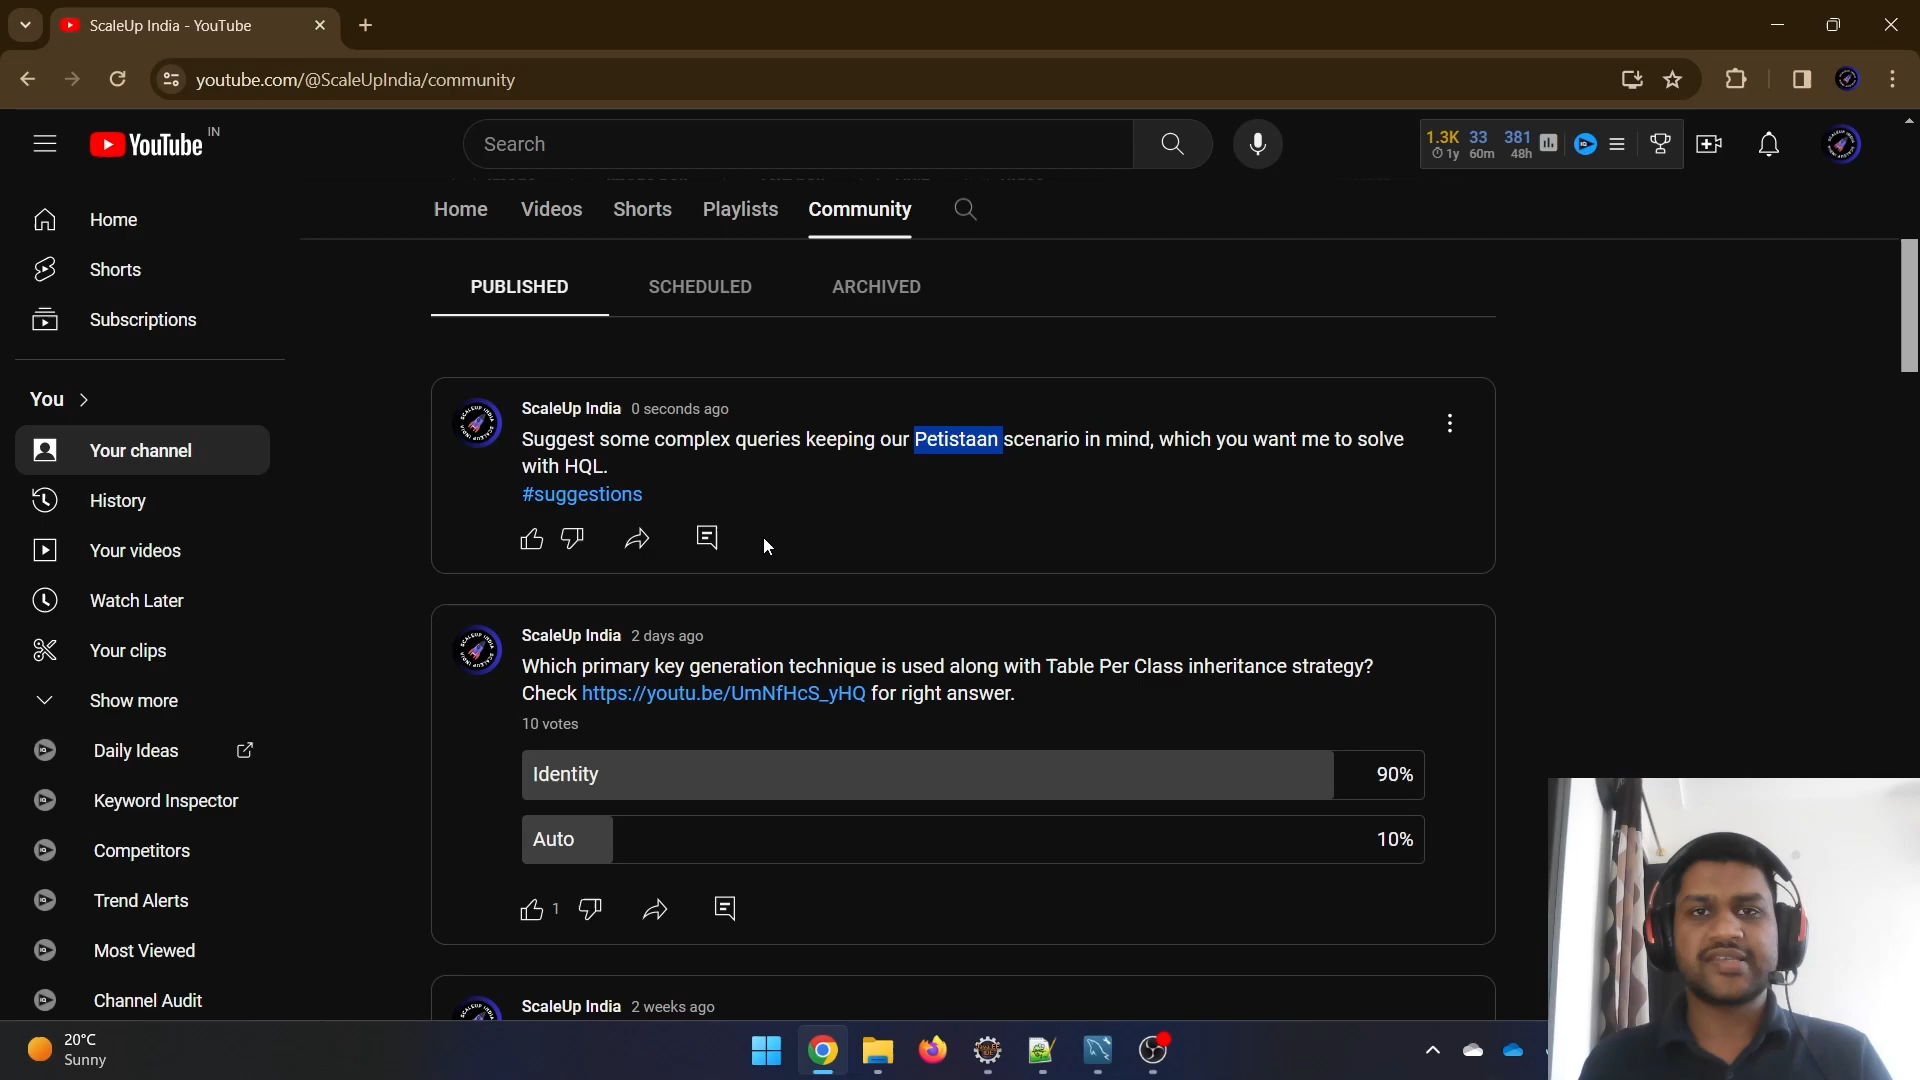 ScaleUp India - YouTube
youtube.com/@ScaleUpIndia/community
YouTube IN
Search
1.3K 33 381
1y 60m 48h
Home
Shorts
Subscriptions
You
Your channel
History
Your videos
Watch Later
Your clips
Show more
Daily Ideas
Keyword Inspector
Competitors
Trend Alerts
Most Viewed
Channel Audit
Home Videos Shorts Playlists Community
PUBLISHED SCHEDULED ARCHIVED
ScaleUp India 0 seconds ago
Suggest some complex queries keeping our Petistaan scenario in mind, which you want me to solve
with HQL.
#suggestions
ScaleUp India 2 days ago
Which primary key generation technique is used along with Table Per Class inheritance strategy?
Check https://youtu.be/UmNfHcS_yHQ for right answer.
10 votes
Identity 90%
Auto 10%
1
ScaleUp India 2 weeks ago
20°C
Sunny